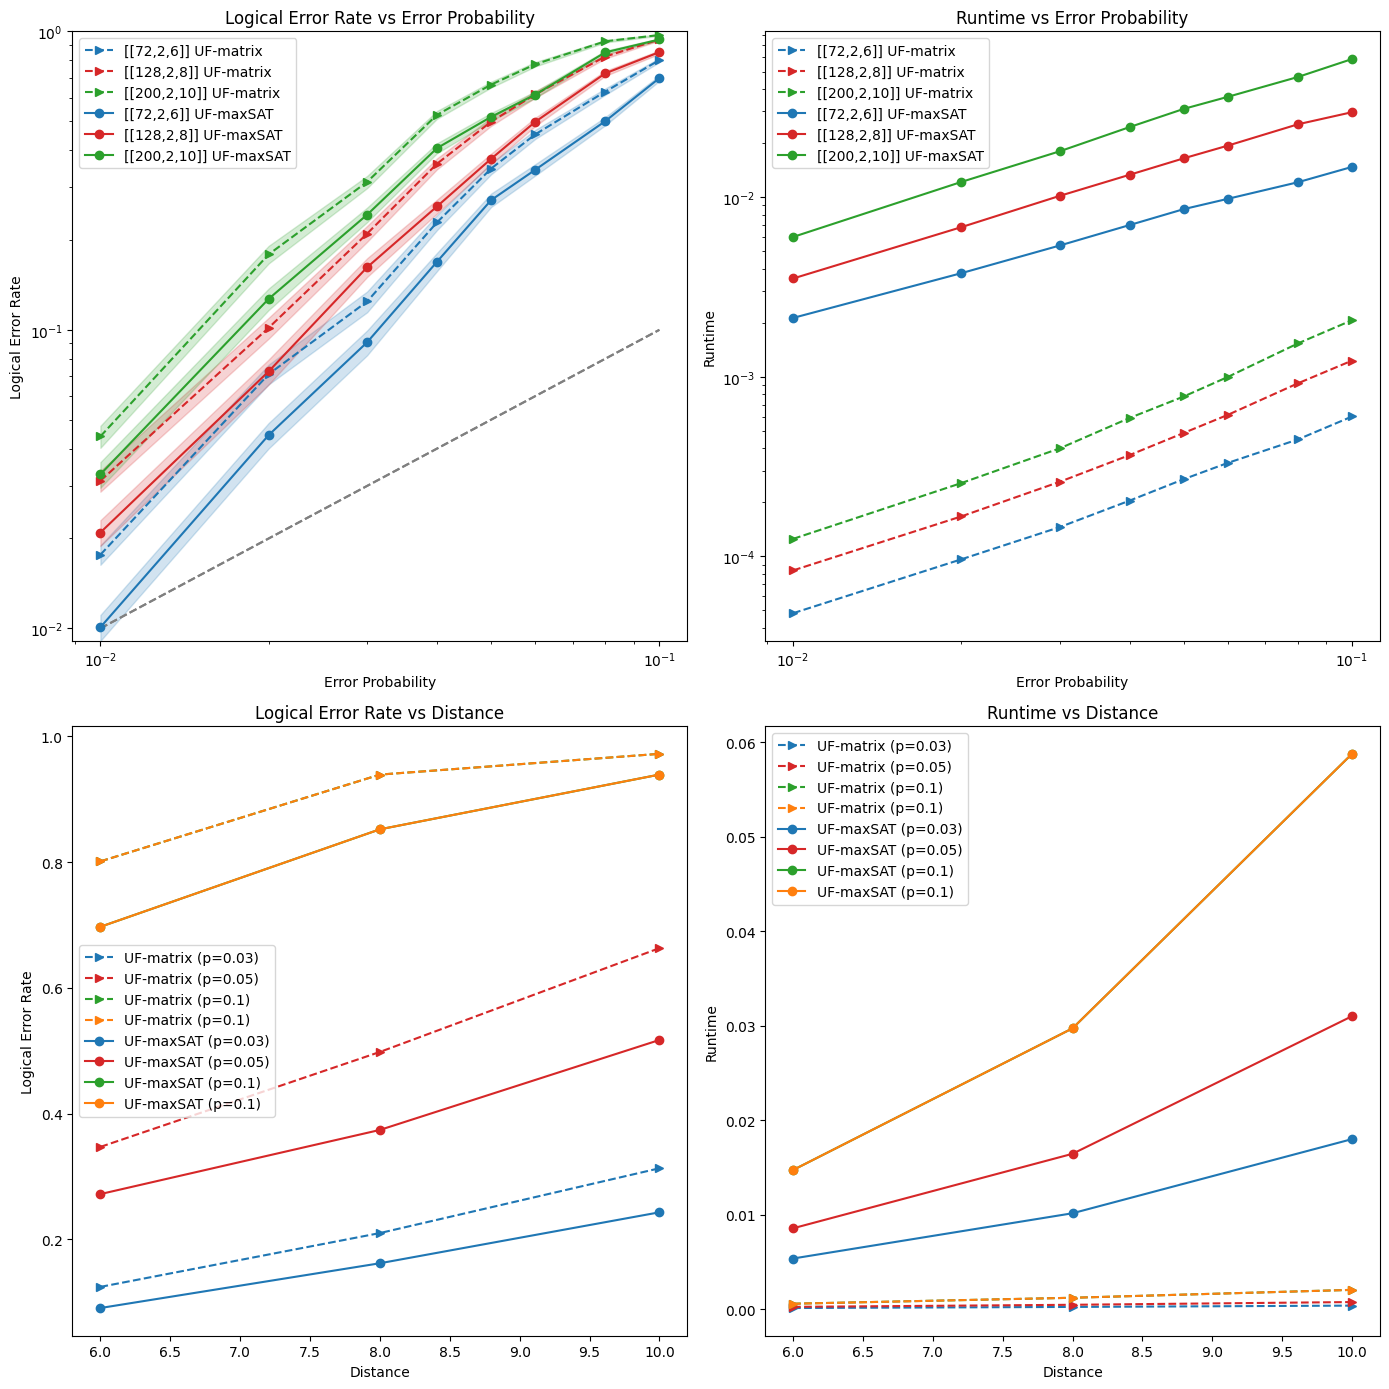 Logical Error Rate vs Error Probability
[[72,2,6]] UF-matrix
[[128,2,8]] UF-matrix
[[200,2,10]] UF-matrix
[[72,2,6]] UF-maxSAT
[[128,2,8]] UF-maxSAT
[[200,2,10]] UF-maxSAT
10⁰
10⁻¹
10⁻²
Logical Error Rate
10⁻² 10⁻¹
Error Probability
Runtime vs Error Probability
[[72,2,6]] UF-matrix
[[128,2,8]] UF-matrix
[[200,2,10]] UF-matrix
[[72,2,6]] UF-maxSAT
[[128,2,8]] UF-maxSAT
[[200,2,10]] UF-maxSAT
10⁻²
10⁻³
10⁻⁴
Runtime
10⁻² 10⁻¹
Error Probability
Logical Error Rate vs Distance
1.0
0.8
0.6
0.4
0.2
Logical Error Rate
UF-matrix (p=0.03)
UF-matrix (p=0.05)
UF-matrix (p=0.1)
UF-matrix (p=0.1)
UF-maxSAT (p=0.03)
UF-maxSAT (p=0.05)
UF-maxSAT (p=0.1)
UF-maxSAT (p=0.1)
6.0 6.5 7.0 7.5 8.0 8.5 9.0 9.5 10.0
Distance
Runtime vs Distance
UF-matrix (p=0.03)
UF-matrix (p=0.05)
UF-matrix (p=0.1)
UF-matrix (p=0.1)
UF-maxSAT (p=0.03)
UF-maxSAT (p=0.05)
UF-maxSAT (p=0.1)
UF-maxSAT (p=0.1)
0.06
0.05
0.04
0.03
0.02
0.01
0.00
Runtime
6.0 6.5 7.0 7.5 8.0 8.5 9.0 9.5 10.0
Distance